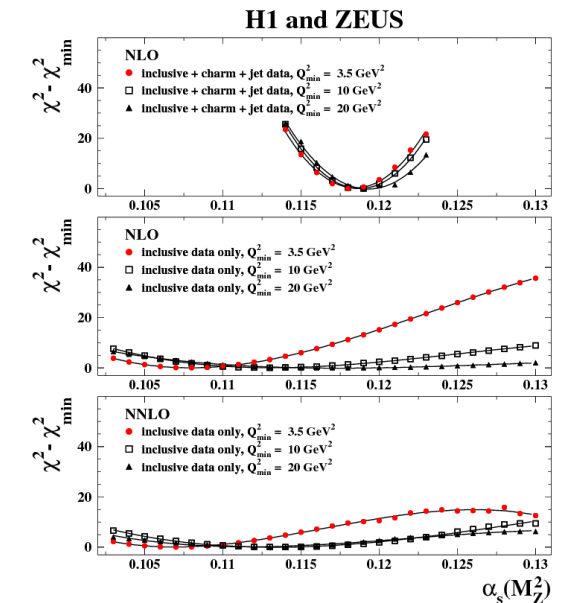 H1 and ZEUS
χ² - χ²min
NLO
inclusive + charm + jet data, Q²min = 3.5 GeV²
inclusive + charm + jet data, Q²min = 10 GeV²
inclusive + charm + jet data, Q²min = 20 GeV²
40
20
0
0.105 0.11 0.115 0.12 0.125 0.13
χ² - χ²min
NLO
inclusive data only, Q²min = 3.5 GeV²
inclusive data only, Q²min = 10 GeV²
inclusive data only, Q²min = 20 GeV²
40
20
0
0.105 0.11 0.115 0.12 0.125 0.13
χ² - χ²min
NNLO
inclusive data only, Q²min = 3.5 GeV²
inclusive data only, Q²min = 10 GeV²
inclusive data only, Q²min = 20 GeV²
40
20
0
0.105 0.11 0.115 0.12 0.125 0.13
αs(M²Z)